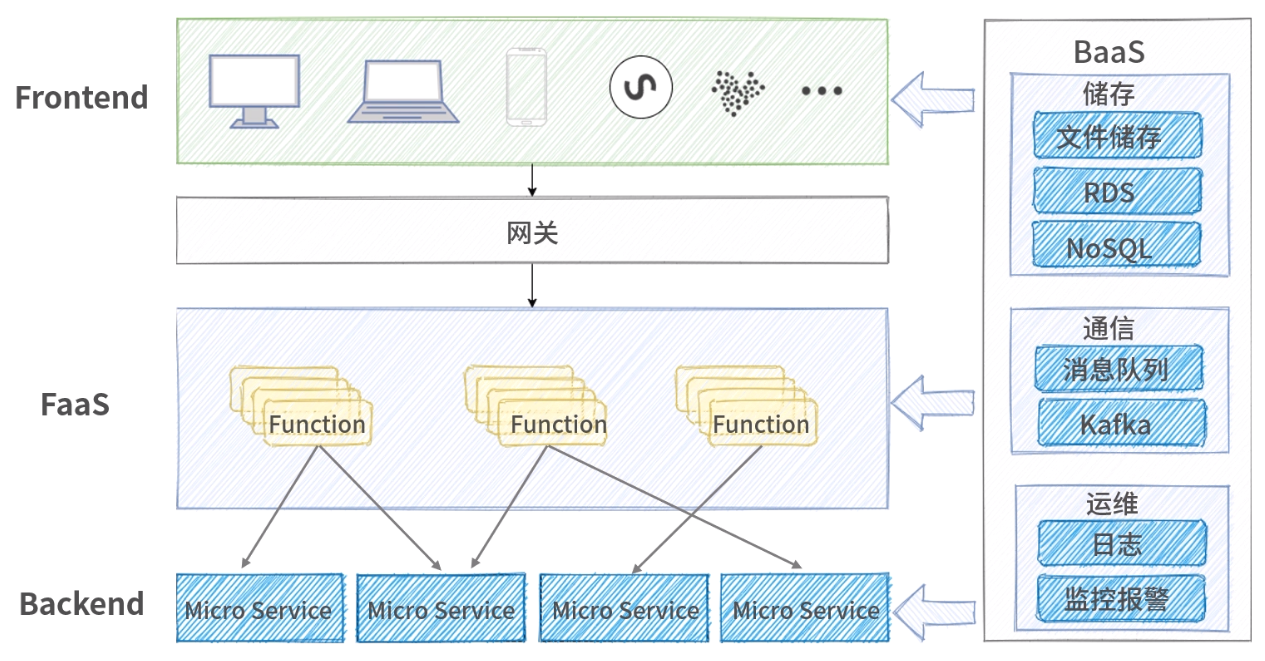 Frontend
网关
FaaS
Function
Function
Function
Backend
Micro Service
Micro Service
Micro Service
Micro Service
BaaS
储存
文件储存
RDS
NoSQL
通信
消息队列
Kafka
运维
日志
监控报警